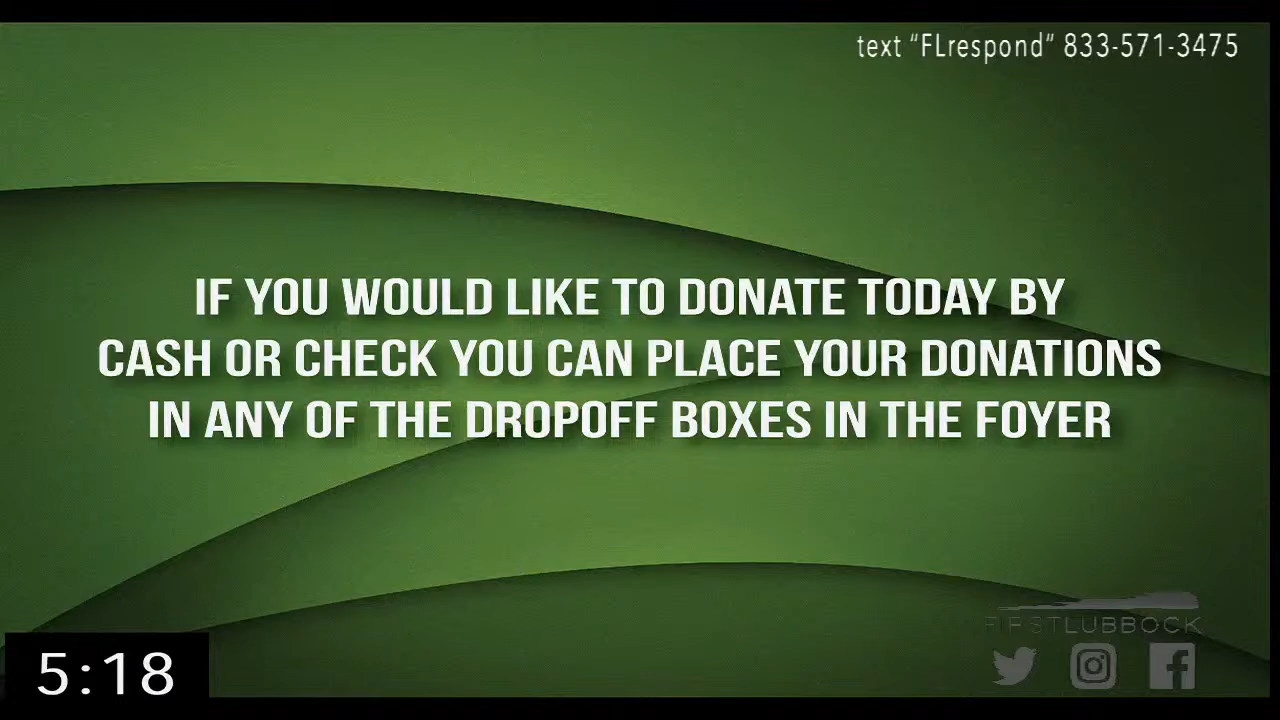 text “FLrespond” 833-571-3475
IF YOU WOULD LIKE TO DONATE TODAY BY
CASH OR CHECK YOU CAN PLACE YOUR DONATIONS
IN ANY OF THE DROPOFF BOXES IN THE FOYER
FIRSTLUBBOCK
5:18